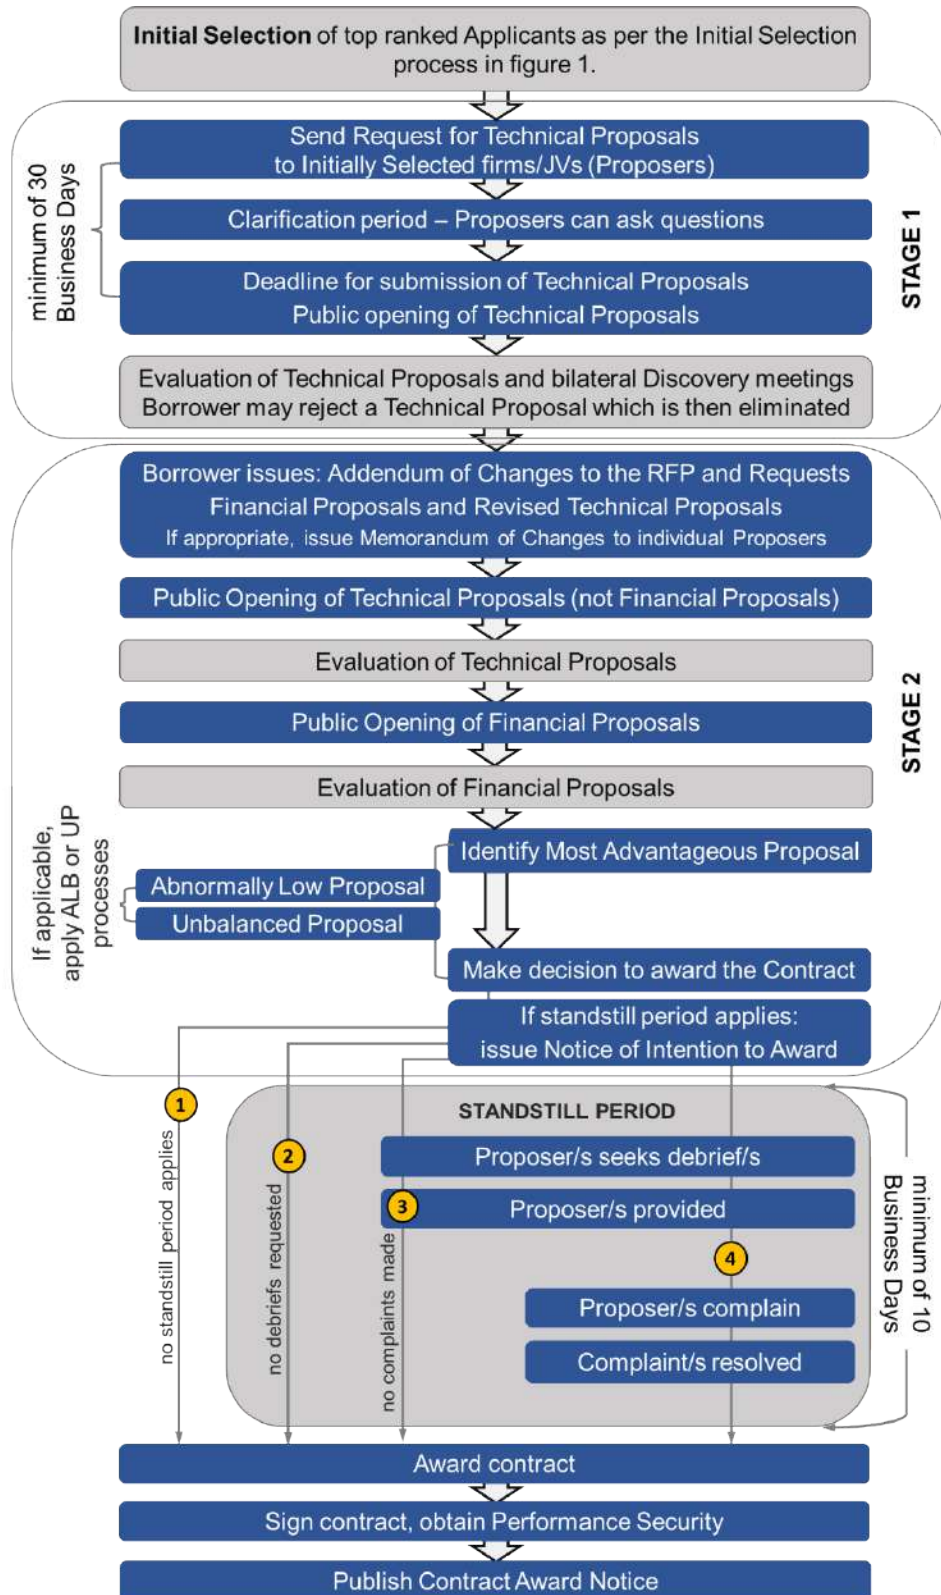 Initial Selection of top ranked Applicants as per the Initial Selection
process in figure 1.
STAGE 1
minimum of 30
Business Days
Send Request for Technical Proposals
to Initially Selected firms/JVs (Proposers)
Clarification period – Proposers can ask questions
Deadline for submission of Technical Proposals
Public opening of Technical Proposals
Evaluation of Technical Proposals and bilateral Discovery meetings
Borrower may reject a Technical Proposal which is then eliminated
STAGE 2
Borrower issues: Addendum of Changes to the RFP and Requests
Financial Proposals and Revised Technical Proposals
If appropriate, issue Memorandum of Changes to individual Proposers
Public Opening of Technical Proposals (not Financial Proposals)
Evaluation of Technical Proposals
Public Opening of Financial Proposals
Evaluation of Financial Proposals
Identify Most Advantageous Proposal
If applicable,
apply ALB or UP
processes
Abnormally Low Proposal
Unbalanced Proposal
Make decision to award the Contract
If standstill period applies:
issue Notice of Intention to Award
1
no standstill period applies
2
no debriefs requested
3
no complaints made
STANDSTILL PERIOD
Proposer/s seeks debrief/s
Proposer/s provided
4
Proposer/s complain
Complaint/s resolved
minimum of 10
Business Days
Award contract
Sign contract, obtain Performance Security
Publish Contract Award Notice